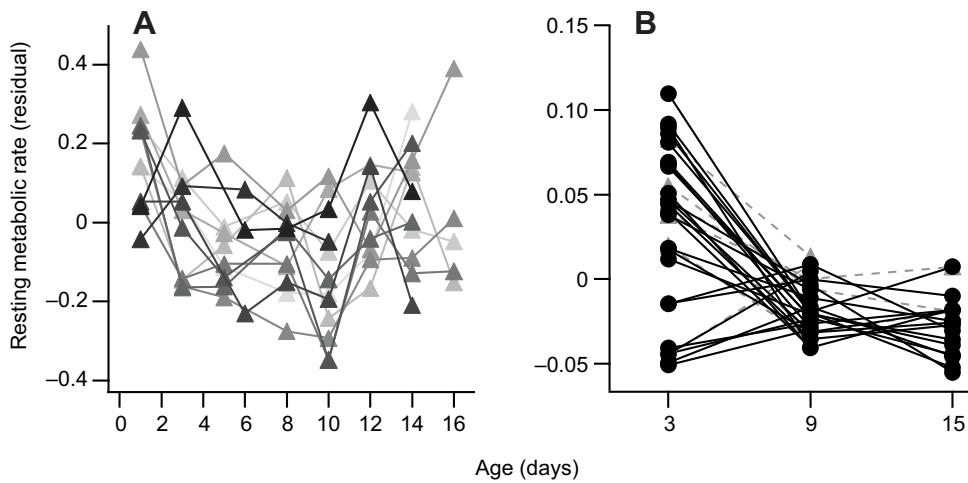 A
B
Resting metabolic rate (residual)
0.4
0.2
0
–0.2
–0.4
0 2 4 6 8 10 12 14 16
0.15
0.10
0.05
0
–0.05
3 9 15
Age (days)